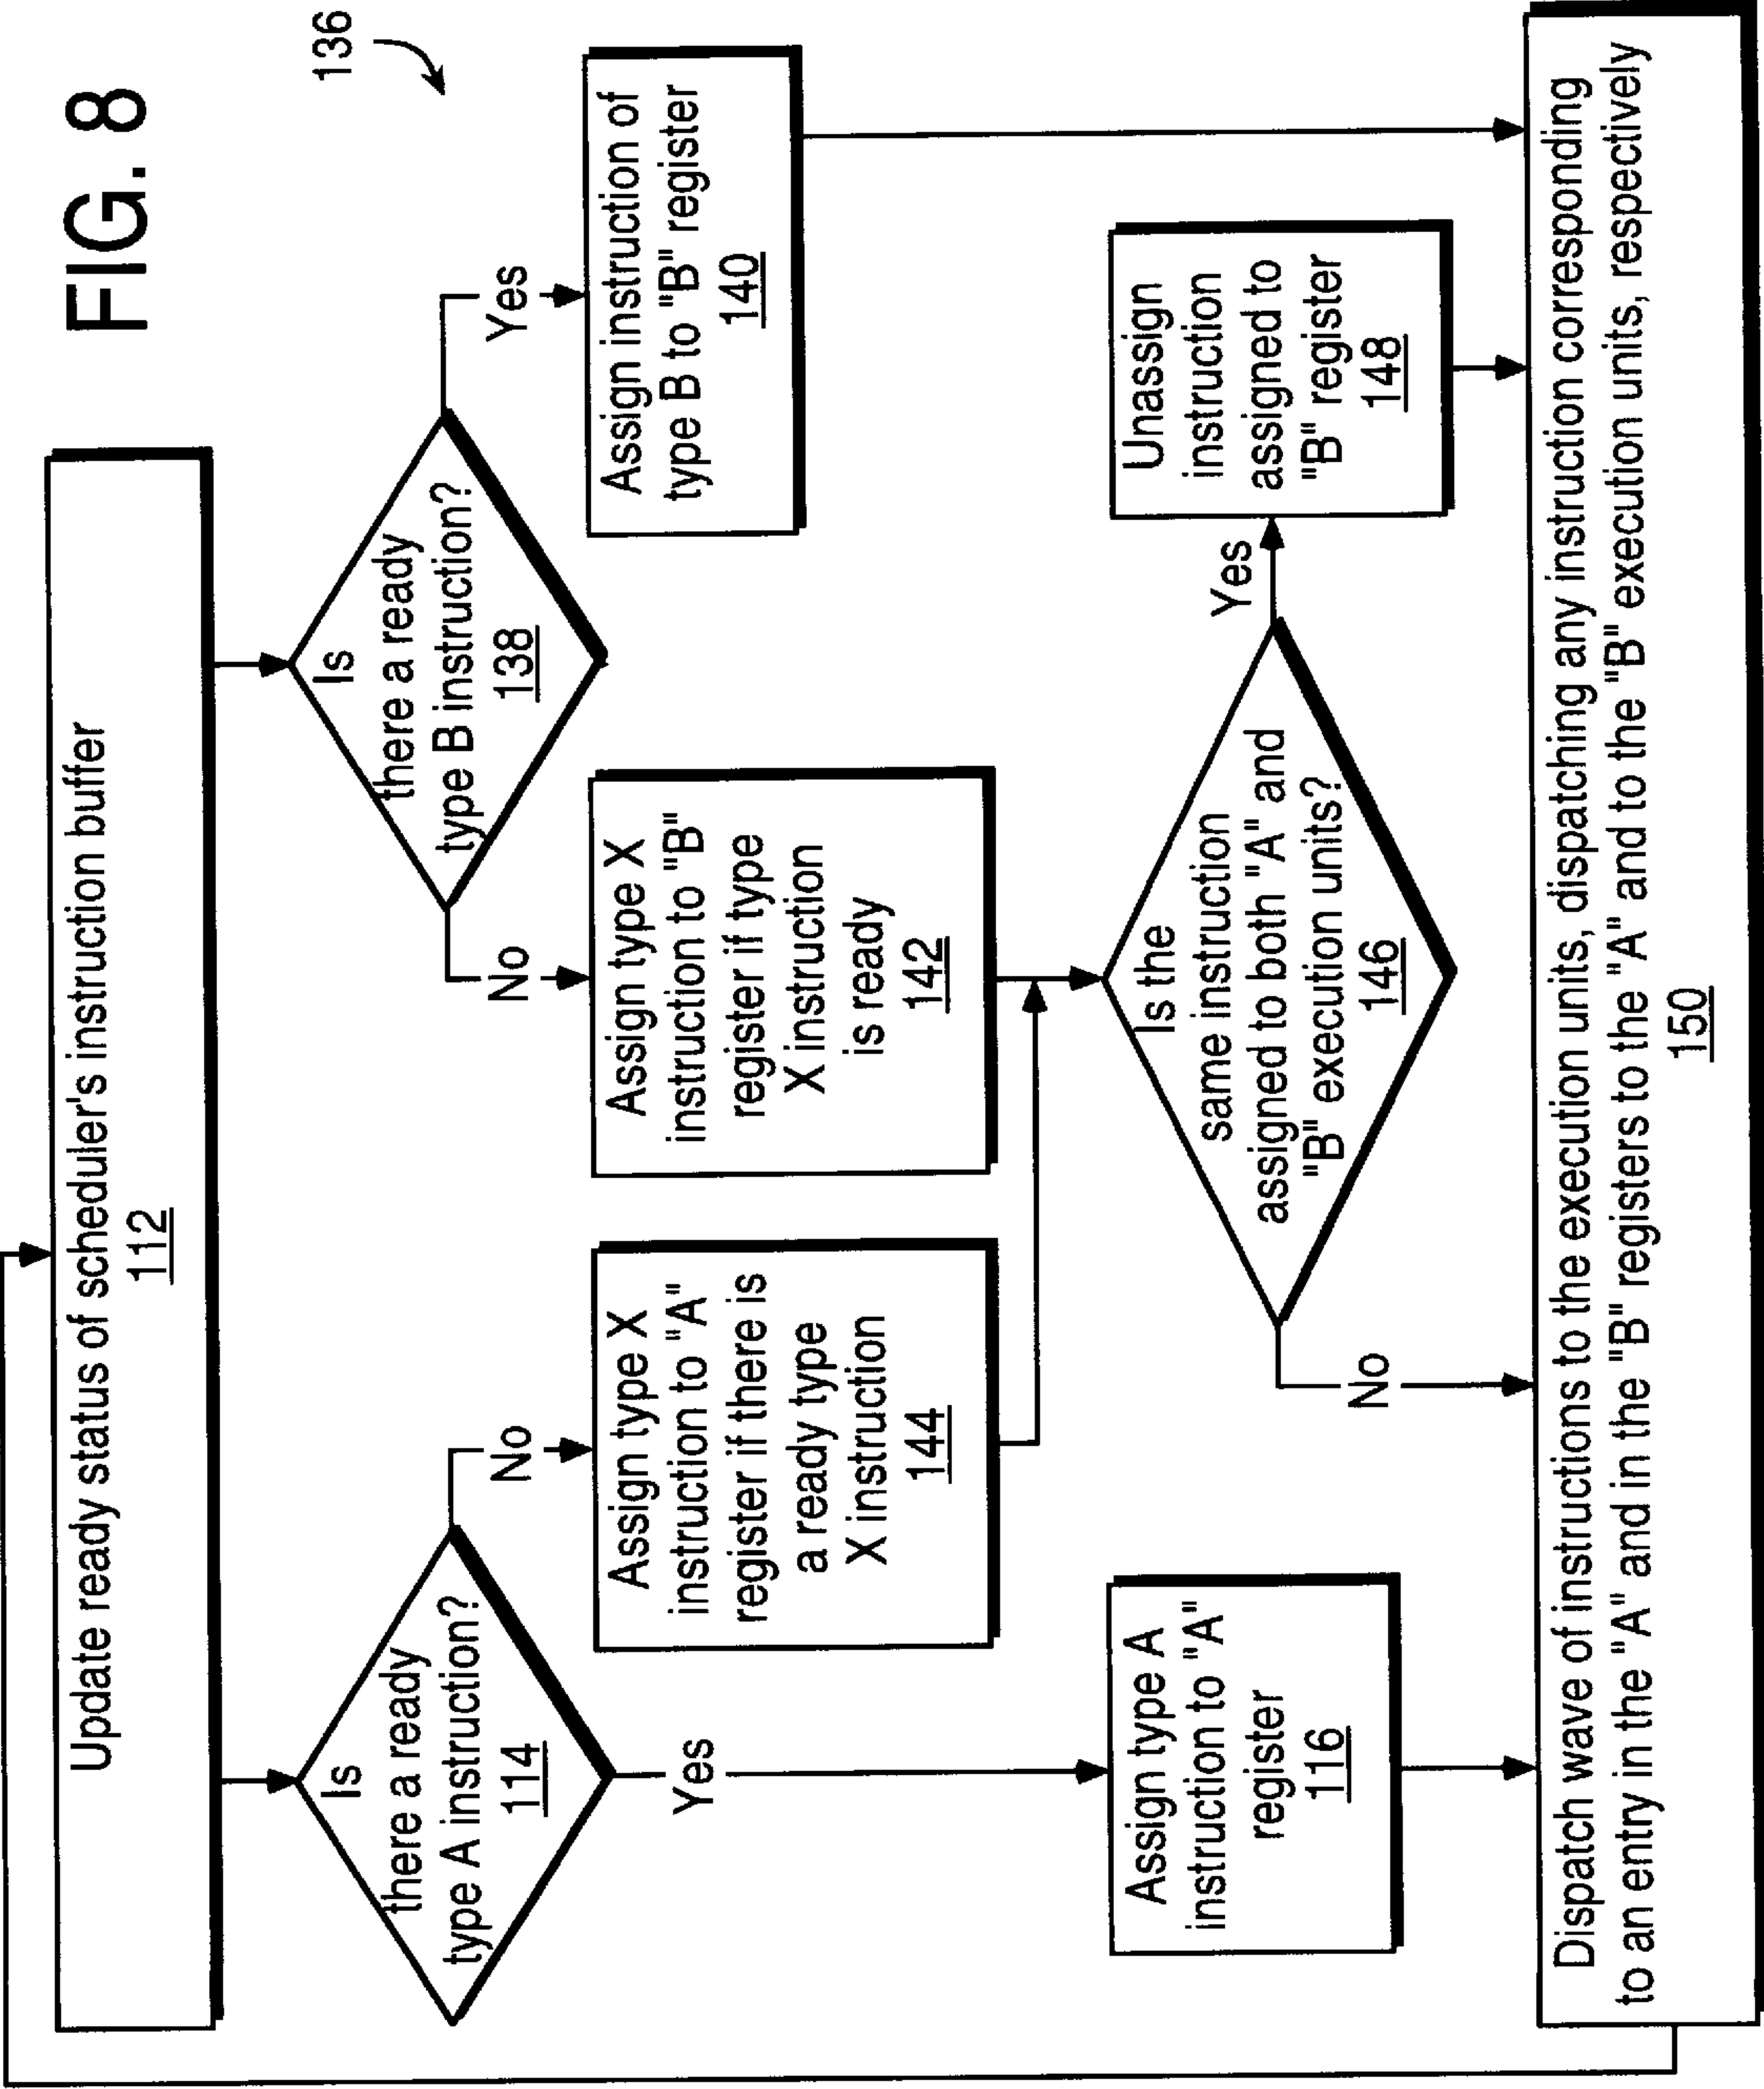 FIG. 8
136
Update ready status of scheduler's instruction buffer
112
Is
there a ready
type A instruction?
114
Is
there a ready
type B instruction?
138
No
No
Yes
Yes
Assign type X
instruction to "A"
register if there is
a ready type
X instruction
144
Assign type X
instruction to "B"
register if type
X instruction
is ready
142
Assign instruction of
type B to "B" register
140
Assign type A
instruction to "A"
register
116
Is the
same instruction
assigned to both "A" and
"B" execution units?
146
Yes
No
Unassign
instruction
assigned to
"B" register
148
Dispatch wave of instructions to the execution units, dispatching any instruction corresponding
to an entry in the "A" and in the "B" registers to the "A" and to the "B" execution units, respectively
150